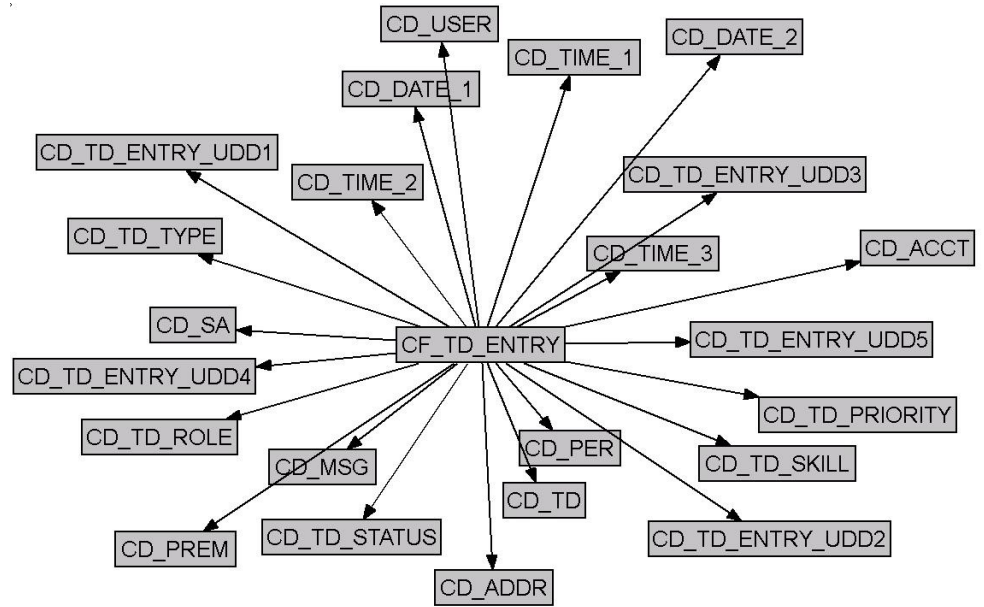 CD_USER
CD_DATE_2
CD_TIME_1
CD_DATE_1
CD_TD_ENTRY_UDD1
CD_TIME_2
CD_TD_ENTRY_UDD3
CD_TD_TYPE
CD_TIME_3
CD_ACCT
CD_SA
CF_TD_ENTRY
CD_TD_ENTRY_UDD5
CD_TD_ENTRY_UDD4
CD_TD_PRIORITY
CD_TD_ROLE
CD_PER
CD_MSG
CD_TD_SKILL
CD_TD
CD_TD_STATUS
CD_TD_ENTRY_UDD2
CD_PREM
CD_ADDR